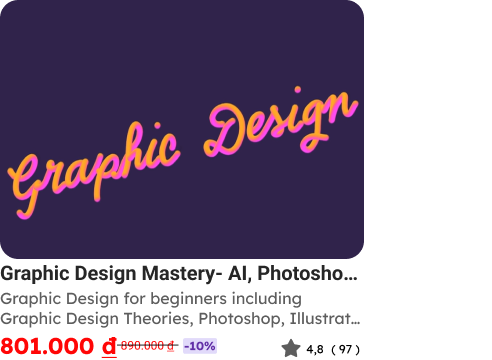 Graphic Design
Graphic Design Mastery- AI, Photosho...
Graphic Design for beginners including
Graphic Design Theories, Photoshop, Illustrat...
801.000 ₫ 890.000 ₫ -10% 4,8 ( 97 )